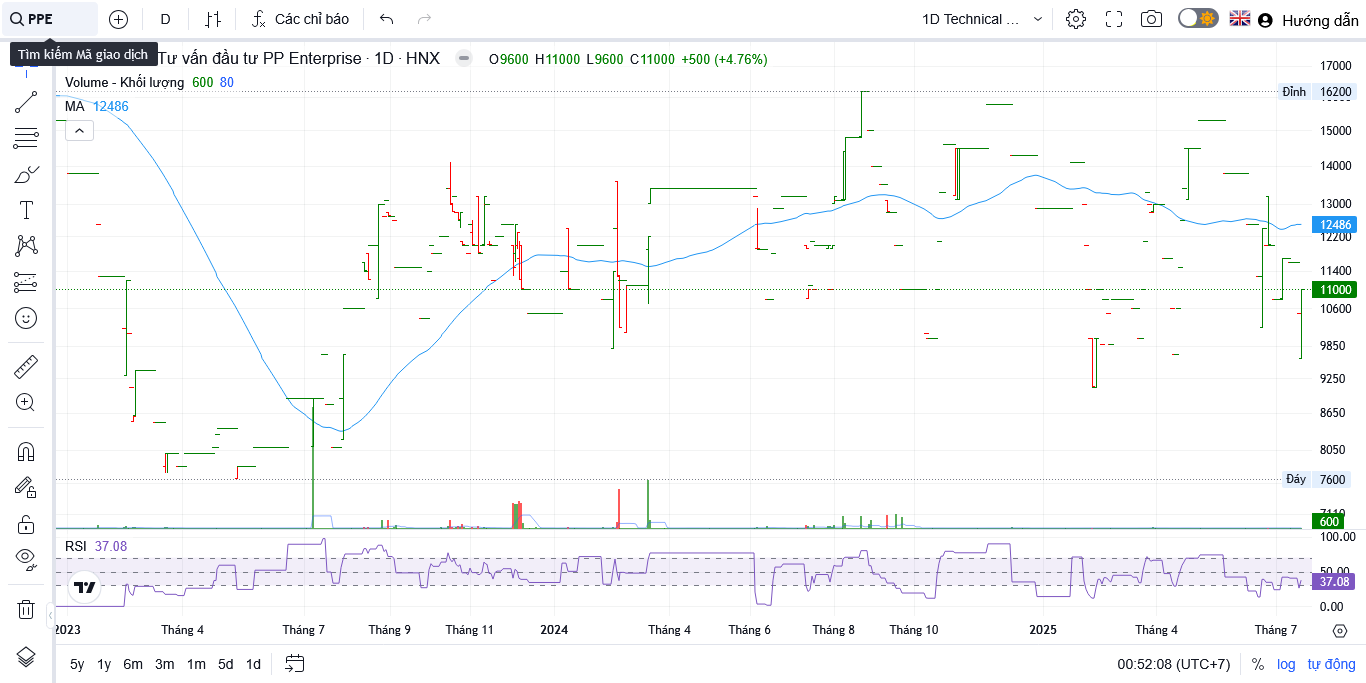 PPE
D
Các chỉ báo
1D Technical ...
Hướng dẫn
Tìm kiếm Mã giao dịch
Tư vấn đầu tư PP Enterprise · 1D · HNX
O9600 H11000 L9600 C11000 +500 (+4.76%)
Volume - Khối lượng 600 80
MA 12486
17000
Đỉnh 16200
15000
14000
13000
12486
12200
11400
11000
10600
9850
9250
8650
8050
Đáy 7600
600
RSI 37.08
100.00
50.00
37.08
0.00
2023 Tháng 4 Tháng 7 Tháng 9 Tháng 11 2024 Tháng 4 Tháng 6 Tháng 8 Tháng 10 2025 Tháng 4 Tháng 7
5y 1y 6m 3m 1m 5d 1d
00:52:08 (UTC+7) % log tự động